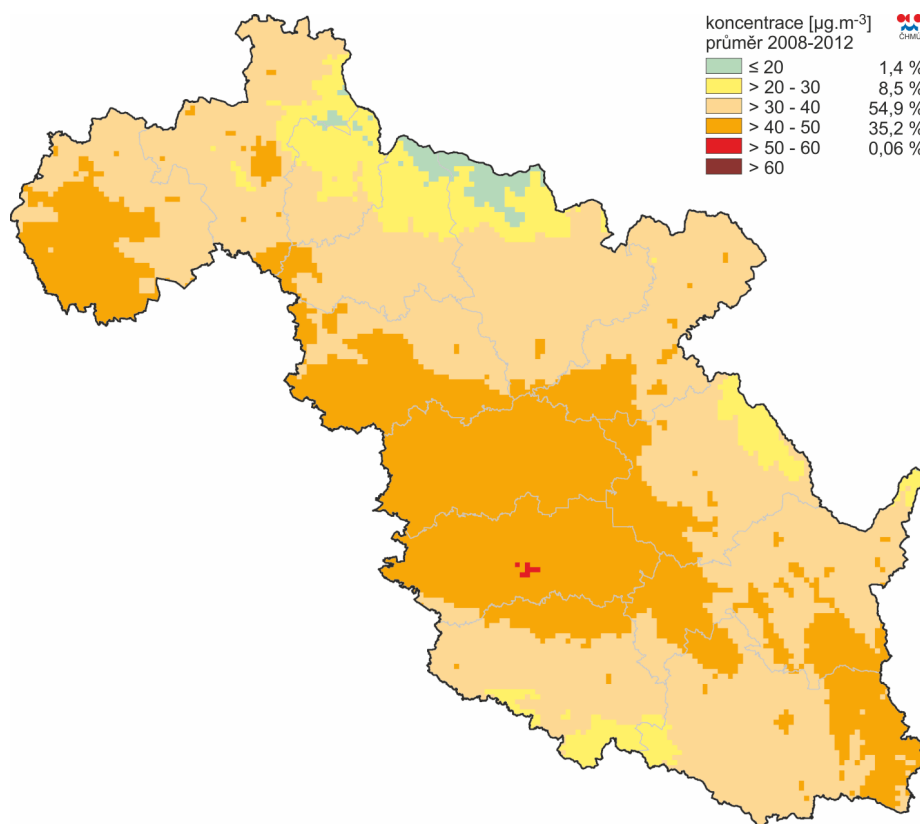 koncentrace [µg.m-3]
průměr 2008-2012
ČHMÚ
≤ 20 1,4 %
> 20 - 30 8,5 %
> 30 - 40 54,9 %
> 40 - 50 35,2 %
> 50 - 60 0,06 %
> 60